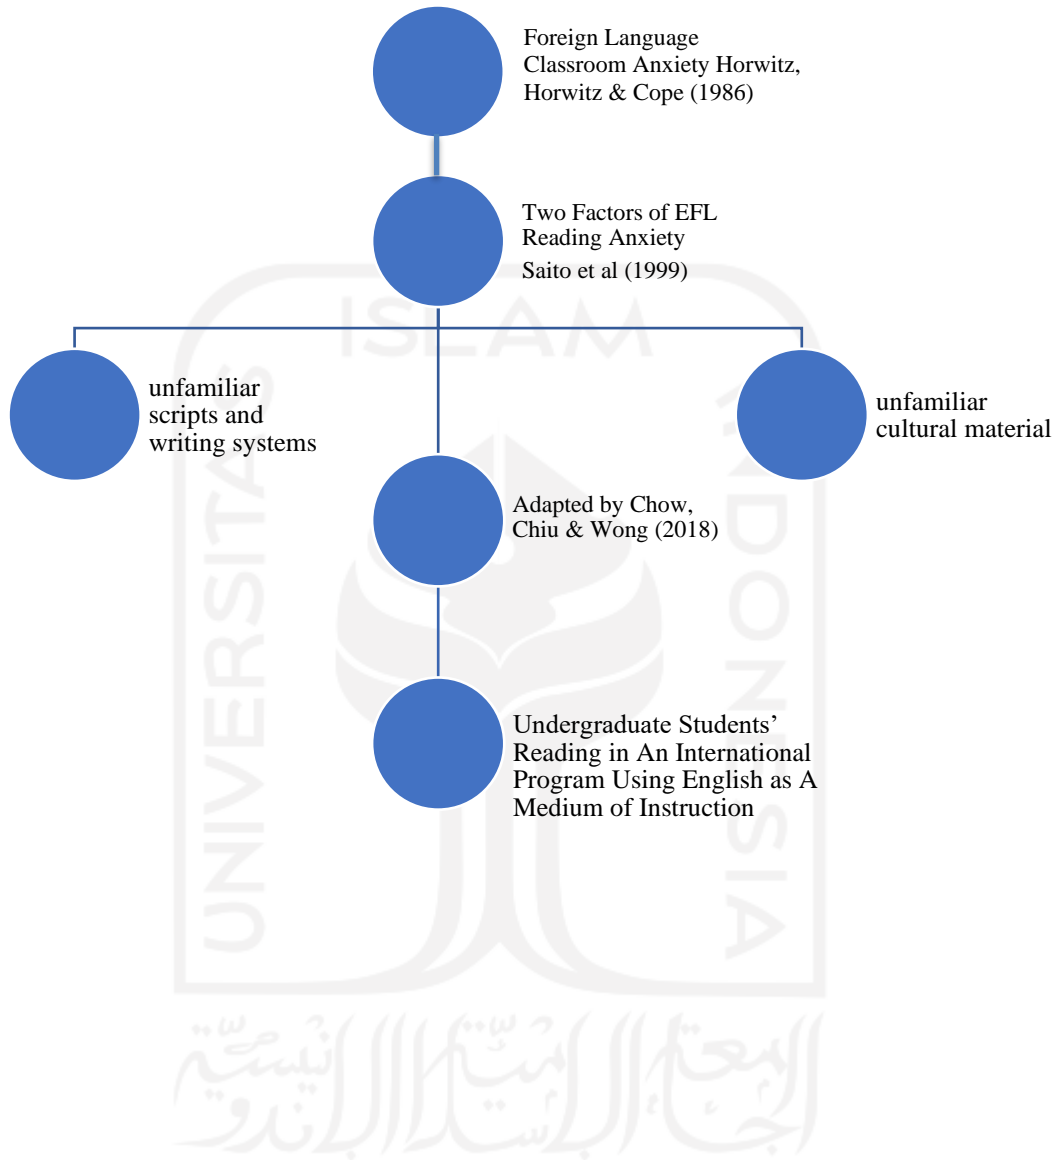 Foreign Language
Classroom Anxiety Horwitz,
Horwitz & Cope (1986)
Two Factors of EFL
Reading Anxiety
Saito et al (1999)
unfamiliar
scripts and
writing systems
unfamiliar
cultural material
Adapted by Chow,
Chiu & Wong (2018)
Undergraduate Students’
Reading in An International
Program Using English as A
Medium of Instruction
UNIVERSITAS
ISLAM
INDONESIA